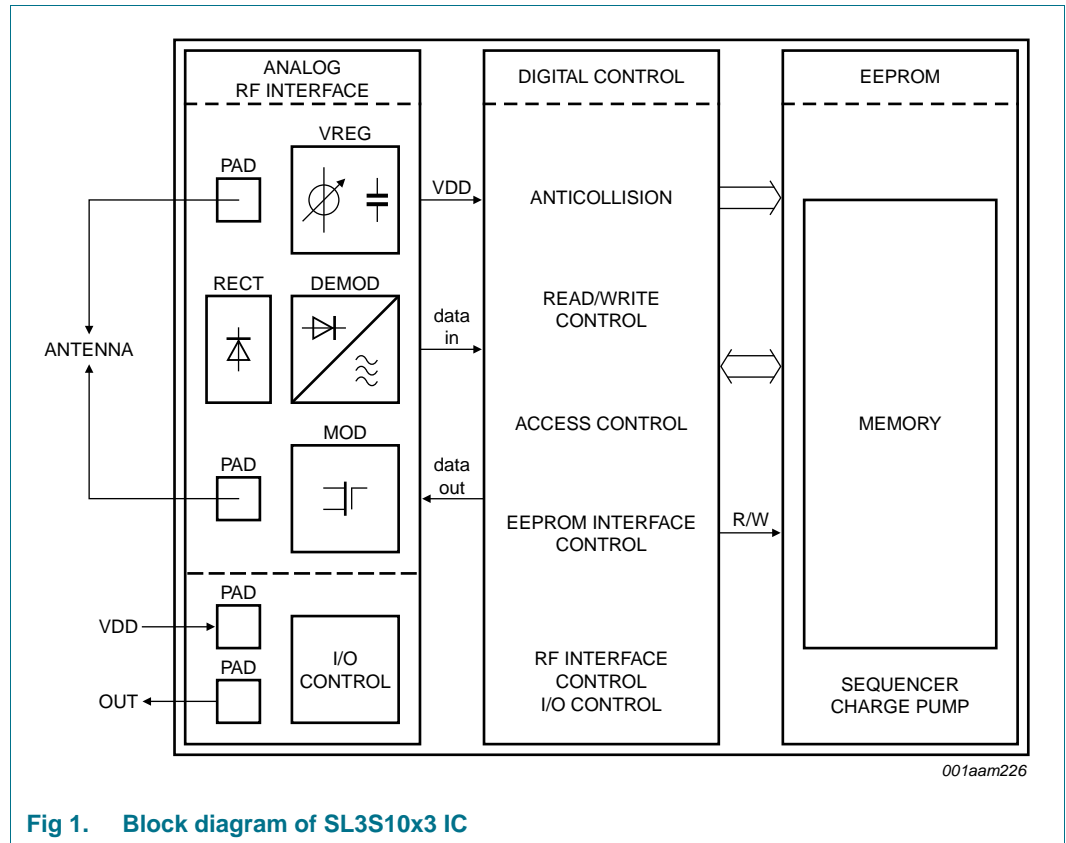 ANALOG
RF INTERFACE
VREG
PAD
RECT
DEMOD
ANTENNA
MOD
PAD
PAD
VDD
I/O
CONTROL
PAD
OUT
VDD
data
in
data
out
DIGITAL CONTROL
ANTICOLLISION
READ/WRITE
CONTROL
ACCESS CONTROL
EEPROM INTERFACE
CONTROL
RF INTERFACE
CONTROL
I/O CONTROL
R/W
EEPROM
MEMORY
SEQUENCER
CHARGE PUMP
001aam226
Fig 1. Block diagram of SL3S10x3 IC